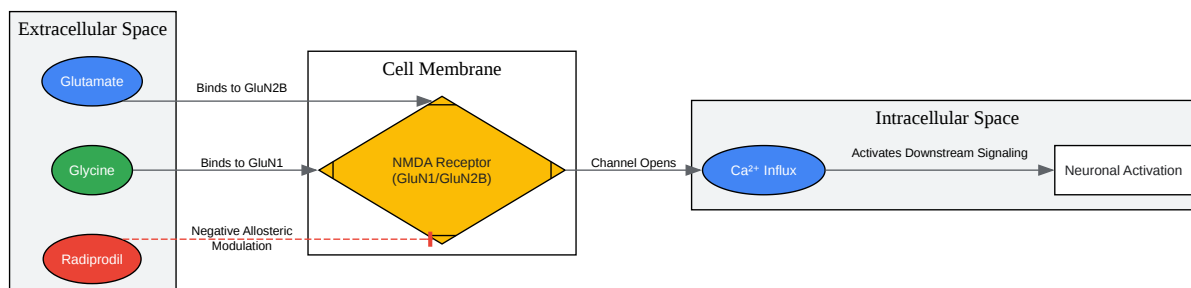 Extracellular Space
Glutamate
Glycine
Radiprodil
Binds to GluN2B
Binds to GluN1
Negative Allosteric
Modulation
Cell Membrane
NMDA Receptor
(GluN1/GluN2B)
Channel Opens
Intracellular Space
Ca²⁺ Influx
Activates Downstream Signaling
Neuronal Activation